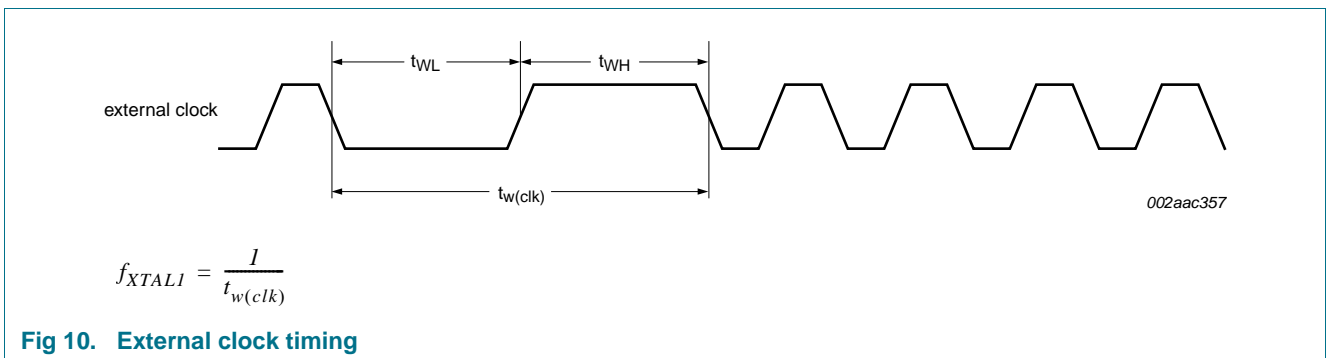 t_WL t_WH
external clock
t_w(clk)
002aac357
f_XTAL1 = 1 / t_w(clk)
Fig 10. External clock timing